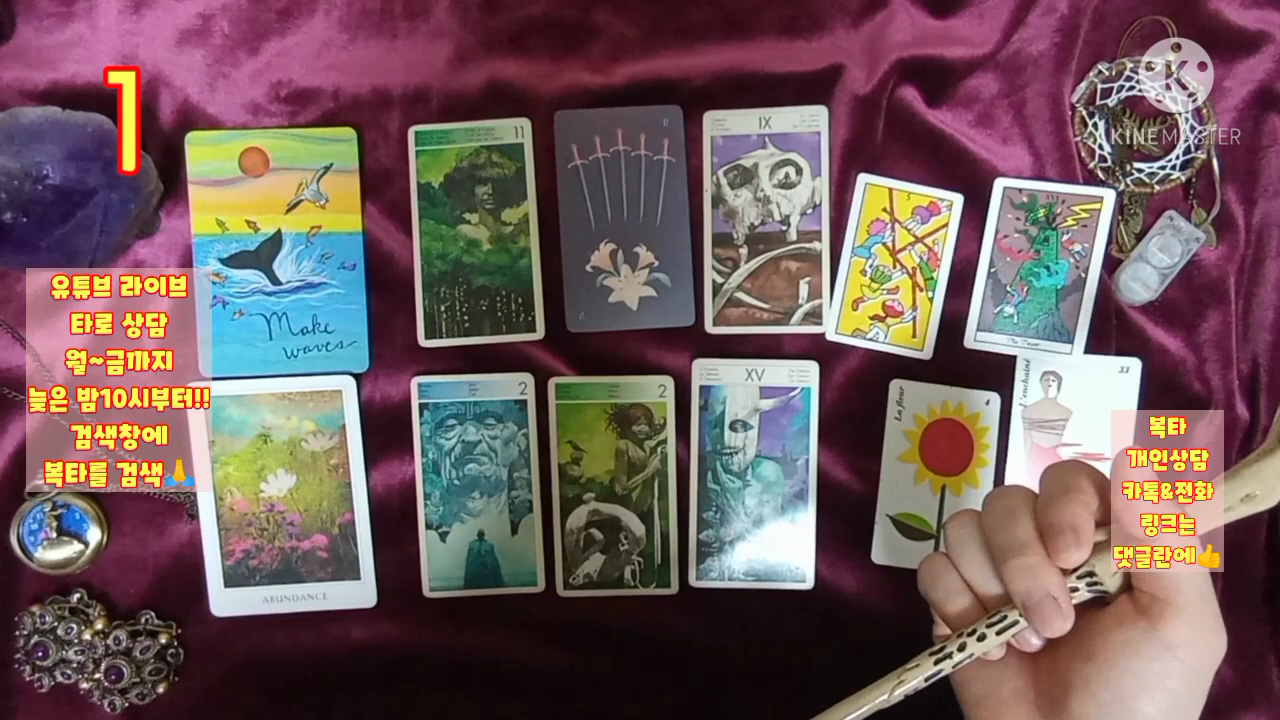 1
유튜브 라이브
타로 상담
월~금까지
늦은 밤10시부터!!
검색창에
복타를 검색🙏
복타
개인상담
카톡&전화
링크는
댓글란에👍
KINEMASTER
Make
waves
11
IX
5
The Tower
ABUNDANCE
2
2
XV
La fleur
4
L'enchaîné
33